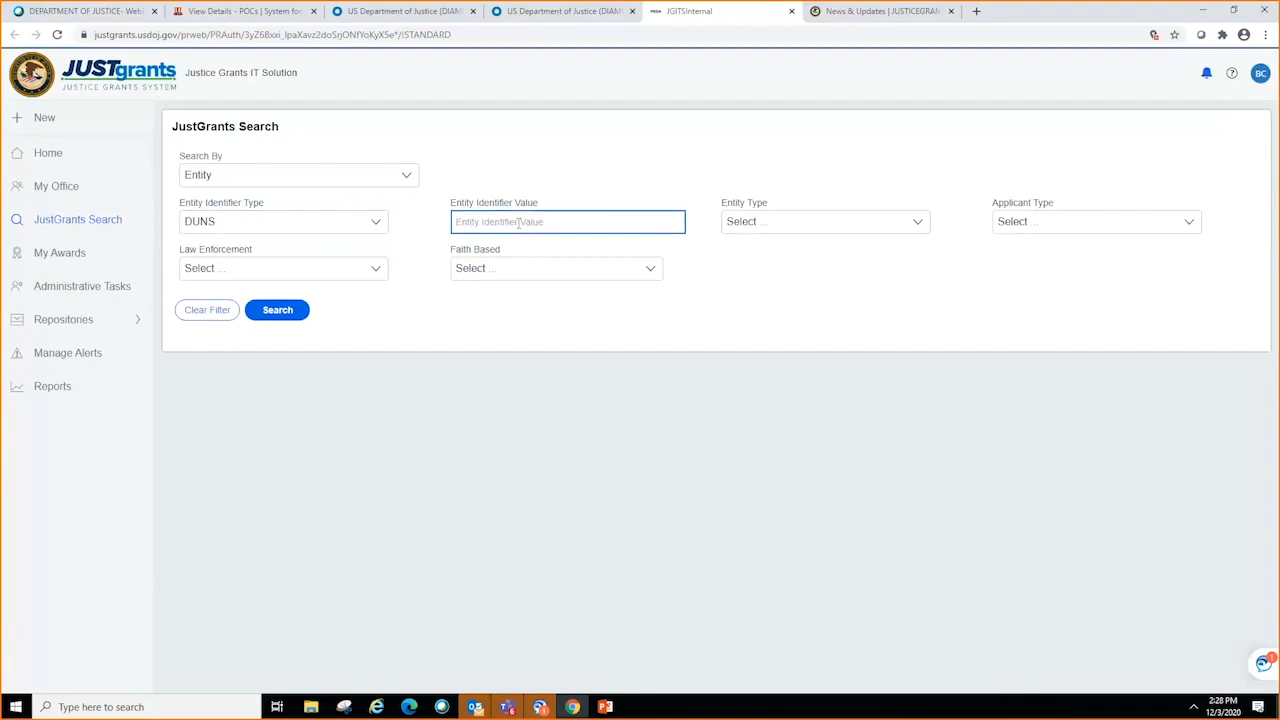 DEPARTMENT OF JUSTICE- Web
View Details - POCs | System for
US Department of Justice (DIAM
US Department of Justice (DIAM
PEGA JGITSInternal
News & Updates | JUSTICEGRAN
justgrants.usdoj.gov/prweb/PRAuth/3yZ6Bxxi_IpaXavz2doSrjONfYoKyX5e*/!STANDARD
JUSTgrants
JUSTICE GRANTS SYSTEM
Justice Grants IT Solution
BC
New
Home
My Office
JustGrants Search
My Awards
Administrative Tasks
Repositories
Manage Alerts
Reports
JustGrants Search
Search By
Entity
Entity Identifier Type
Entity Identifier Value
Entity Type
Applicant Type
DUNS
Entity Identifier Value
Select ...
Select ...
Law Enforcement
Faith Based
Select ...
Select ...
Clear Filter
Search
1
Type here to search
2:28 PM
12/3/2020